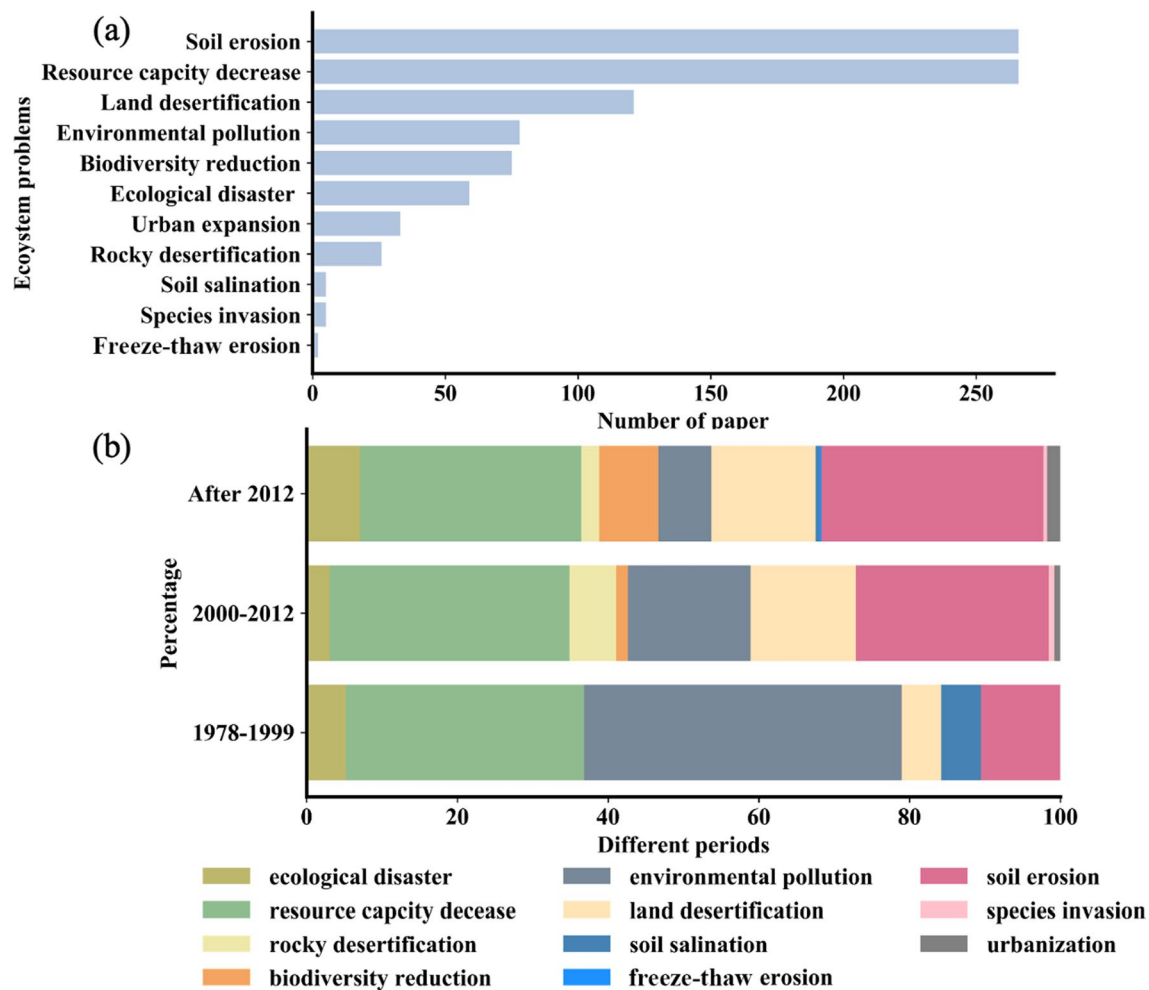 (a)
Ecoystem problems
Soil erosion
Resource capcity decrease
Land desertification
Environmental pollution
Biodiversity reduction
Ecological disaster
Urban expansion
Rocky desertification
Soil salination
Species invasion
Freeze-thaw erosion
0 50 100 150 200 250
Number of paper
(b)
Percentage
After 2012
2000-2012
1978-1999
0 20 40 60 80 100
Different periods
ecological disaster environmental pollution soil erosion
resource capcity decease land desertification species invasion
rocky desertification soil salination urbanization
biodiversity reduction freeze-thaw erosion